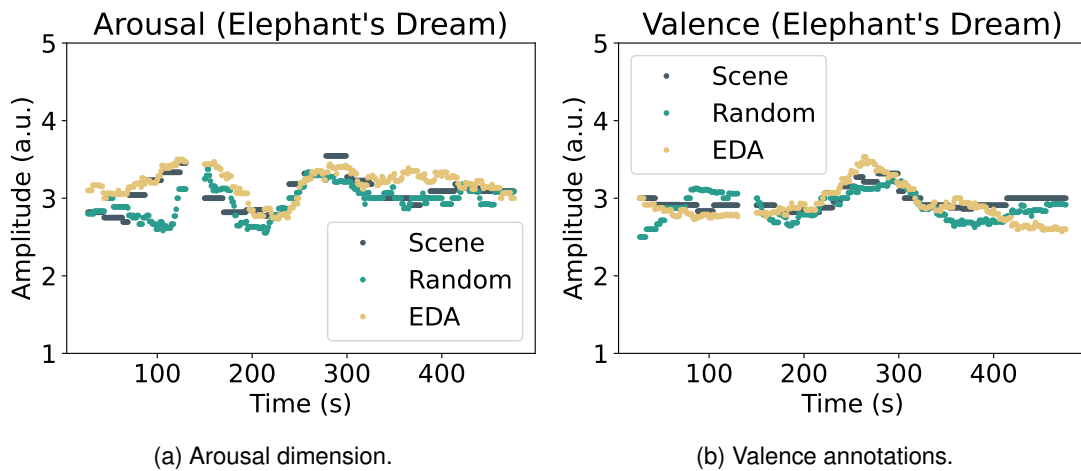 Arousal (Elephant's Dream)
5
4
3
2
1
Amplitude (a.u.)
Scene
Random
EDA
100 200 300 400
Time (s)
(a) Arousal dimension.
Valence (Elephant's Dream)
5
4
3
2
1
Amplitude (a.u.)
Scene
Random
EDA
100 200 300 400
Time (s)
(b) Valence annotations.